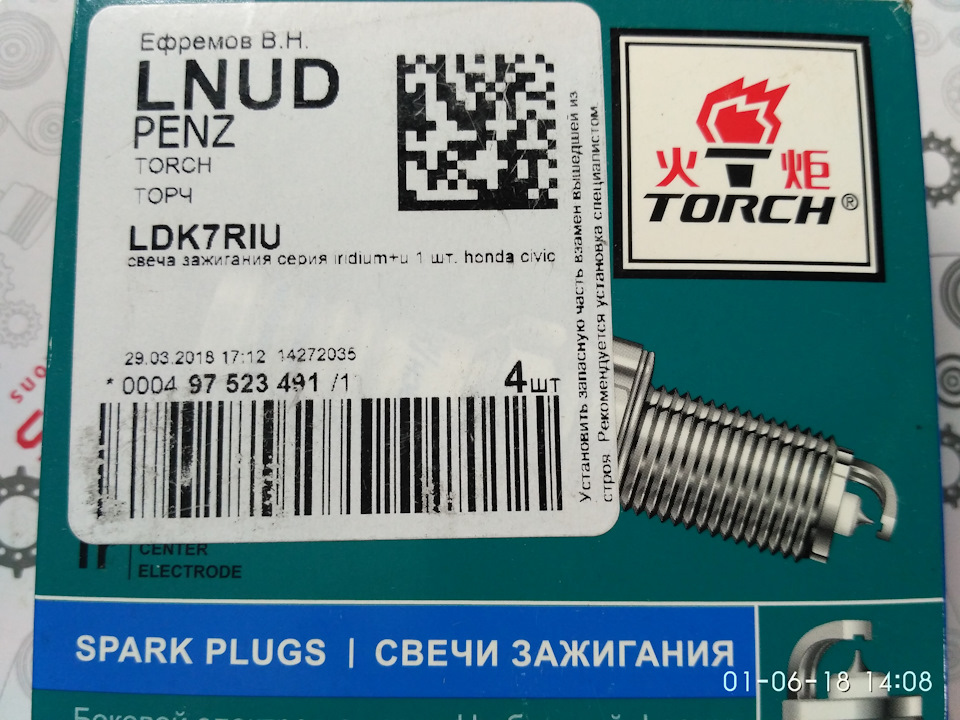 Ефремов В.Н.
LNUD
PENZ
TORCH
ТОРЧ
LDK7RIU
свеча зажигания серия iridium+u 1 шт. honda civic
29.03.2018 17:12 14272035
* 0004 97 523 491 /1
4шт
Установить запасную часть взамен вышедшей из
строя. Рекомендуется установка специалистом.
火 炬
TORCH®
Ir
CENTER
ELECTRODE
SPARK PLUGS | СВЕЧИ ЗАЖИГАНИЯ
01-06-18 14:08
Боковой